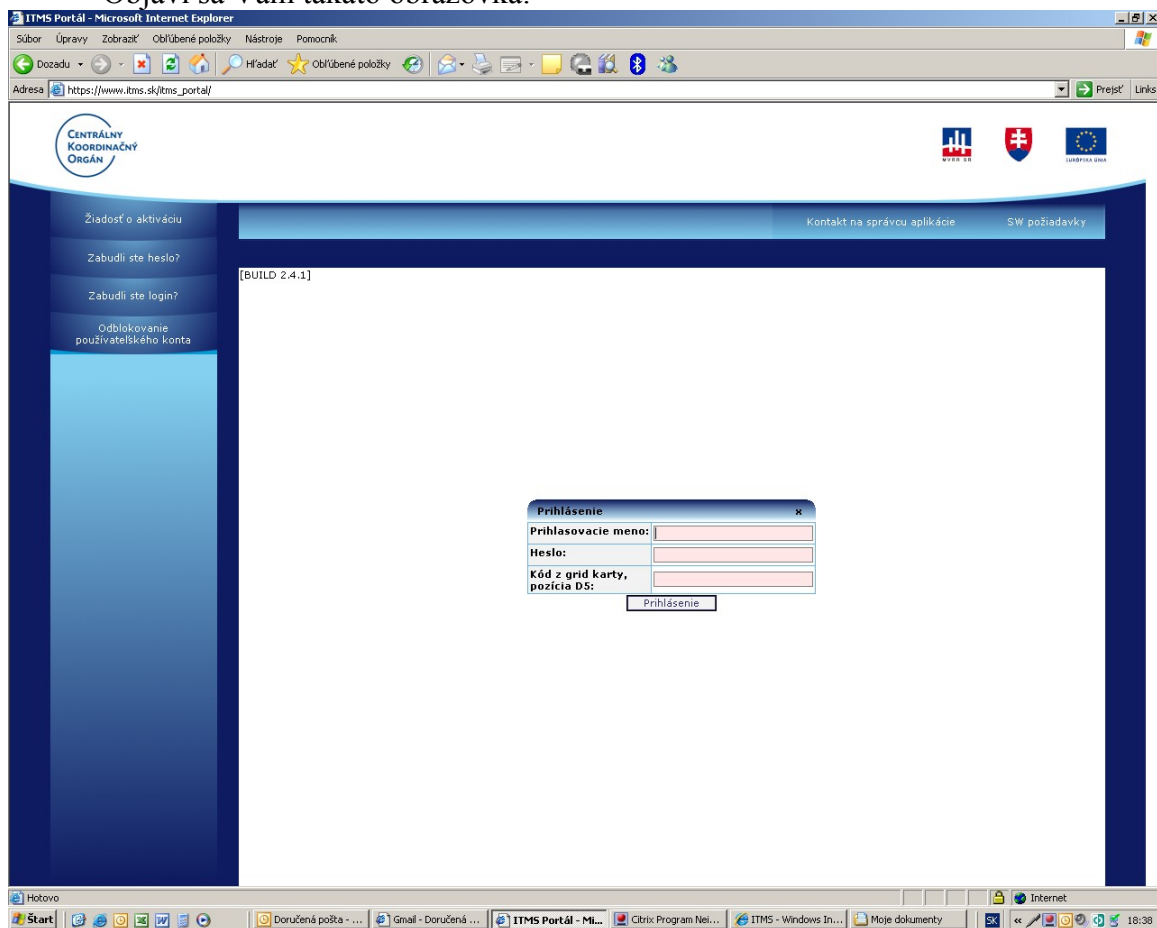 Objaví sa Vám takáto obrazovka:
ITMS Portál - Microsoft Internet Explorer
Súbor Úpravy Zobraziť Obľúbené položky Nástroje Pomocník
Dozadu Hľadať Obľúbené položky
Adresa https://www.itms.sk/itms_portal/ Prejsť Links
CENTRÁLNY
KOORDINAČNÝ
ORGÁN
MVRR SR
EURÓPSKA ÚNIA
Žiadosť o aktiváciu
Kontakt na správcu aplikácie SW požiadavky
Zabudli ste heslo?
[BUILD 2.4.1]
Zabudli ste login?
Odblokovanie
používateľského konta
Prihlásenie x
Prihlasovacie meno:
Heslo:
Kód z grid karty,
pozícia D5:
Prihlásenie
Hotovo Internet
Štart Doručená pošta - ... Gmail - Doručená ... ITMS Portál - Mi... Citrix Program Nei... ITMS - Windows In... Moje dokumenty SK « 18:38